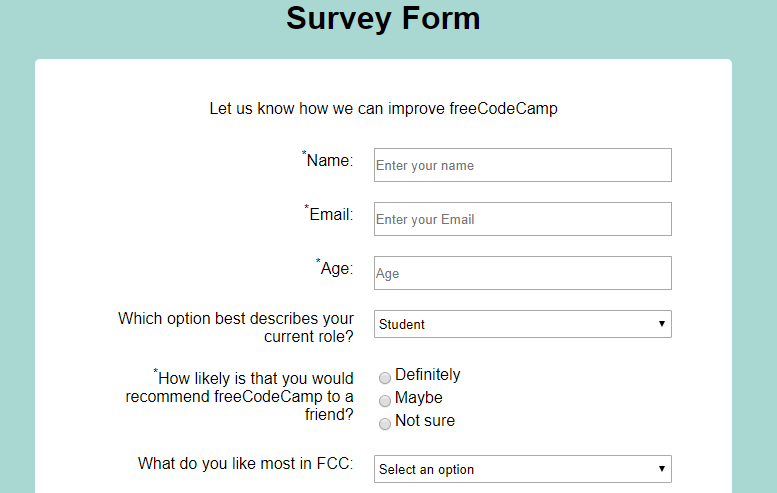 Survey Form
Let us know how we can improve freeCodeCamp
*Name:
Enter your name
*Email:
Enter your Email
*Age:
Age
Which option best describes your
current role?
Student
*How likely is that you would
recommend freeCodeCamp to a
friend?
Definitely
Maybe
Not sure
What do you like most in FCC:
Select an option